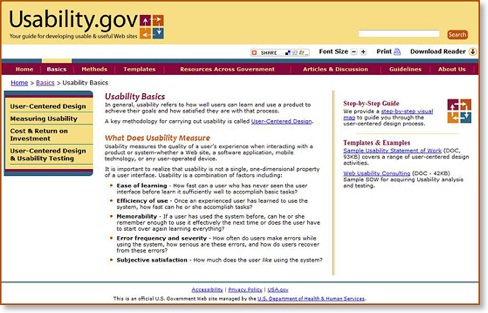 Usability.gov
Your guide for developing usable & useful Web sites
Search
SHARE
Font Size
Print
Download Reader
Home
Basics
Methods
Templates
Resources Across Government
Articles & Discussion
Guidelines
About Us
Home > Basics > Usability Basics
User-Centered Design
Measuring Usability
Cost & Return on
Investment
User-Centered Design
& Usability Testing
Usability Basics
In general, usability refers to how well users can learn and use a product to
achieve their goals and how satisfied they are with that process.
A key methodology for carrying out usability is called User-Centered Design.
What Does Usability Measure
Usability measures the quality of a user's experience when interacting with a
product or system-whether a Web site, a software application, mobile
technology, or any user-operated device.
It is important to realize that usability is not a single, one-dimensional property
of a user interface. Usability is a combination of factors including:
Ease of learning - How fast can a user who has never seen the user
interface before learn it sufficiently well to accomplish basic tasks?
Efficiency of use - Once an experienced user has learned to use the
system, how fast can he or she accomplish tasks?
Memorability - If a user has used the system before, can he or she
remember enough to use it effectively the next time or does the user have
to start over again learning everything?
Error frequency and severity - How often do users make errors while
using the system, how serious are these errors, and how do users recover
from these errors?
Subjective satisfaction - How much does the user like using the system?
Step-by-Step Guide
We provide a step-by-step visual
map to guide you through the
user-centered design process.
Templates & Examples
Sample Usability Statement of Work (DOC,
93KB) covers a range of user-centered design
activities.
Web Usability Consulting (DOC - 42KB)
Sample SOW for acquiring Usability analysis
and testing.
Accessibility | Privacy Policy | USA.gov
This is an official U.S. Government Web site managed by the U.S. Department of Health & Human Services.